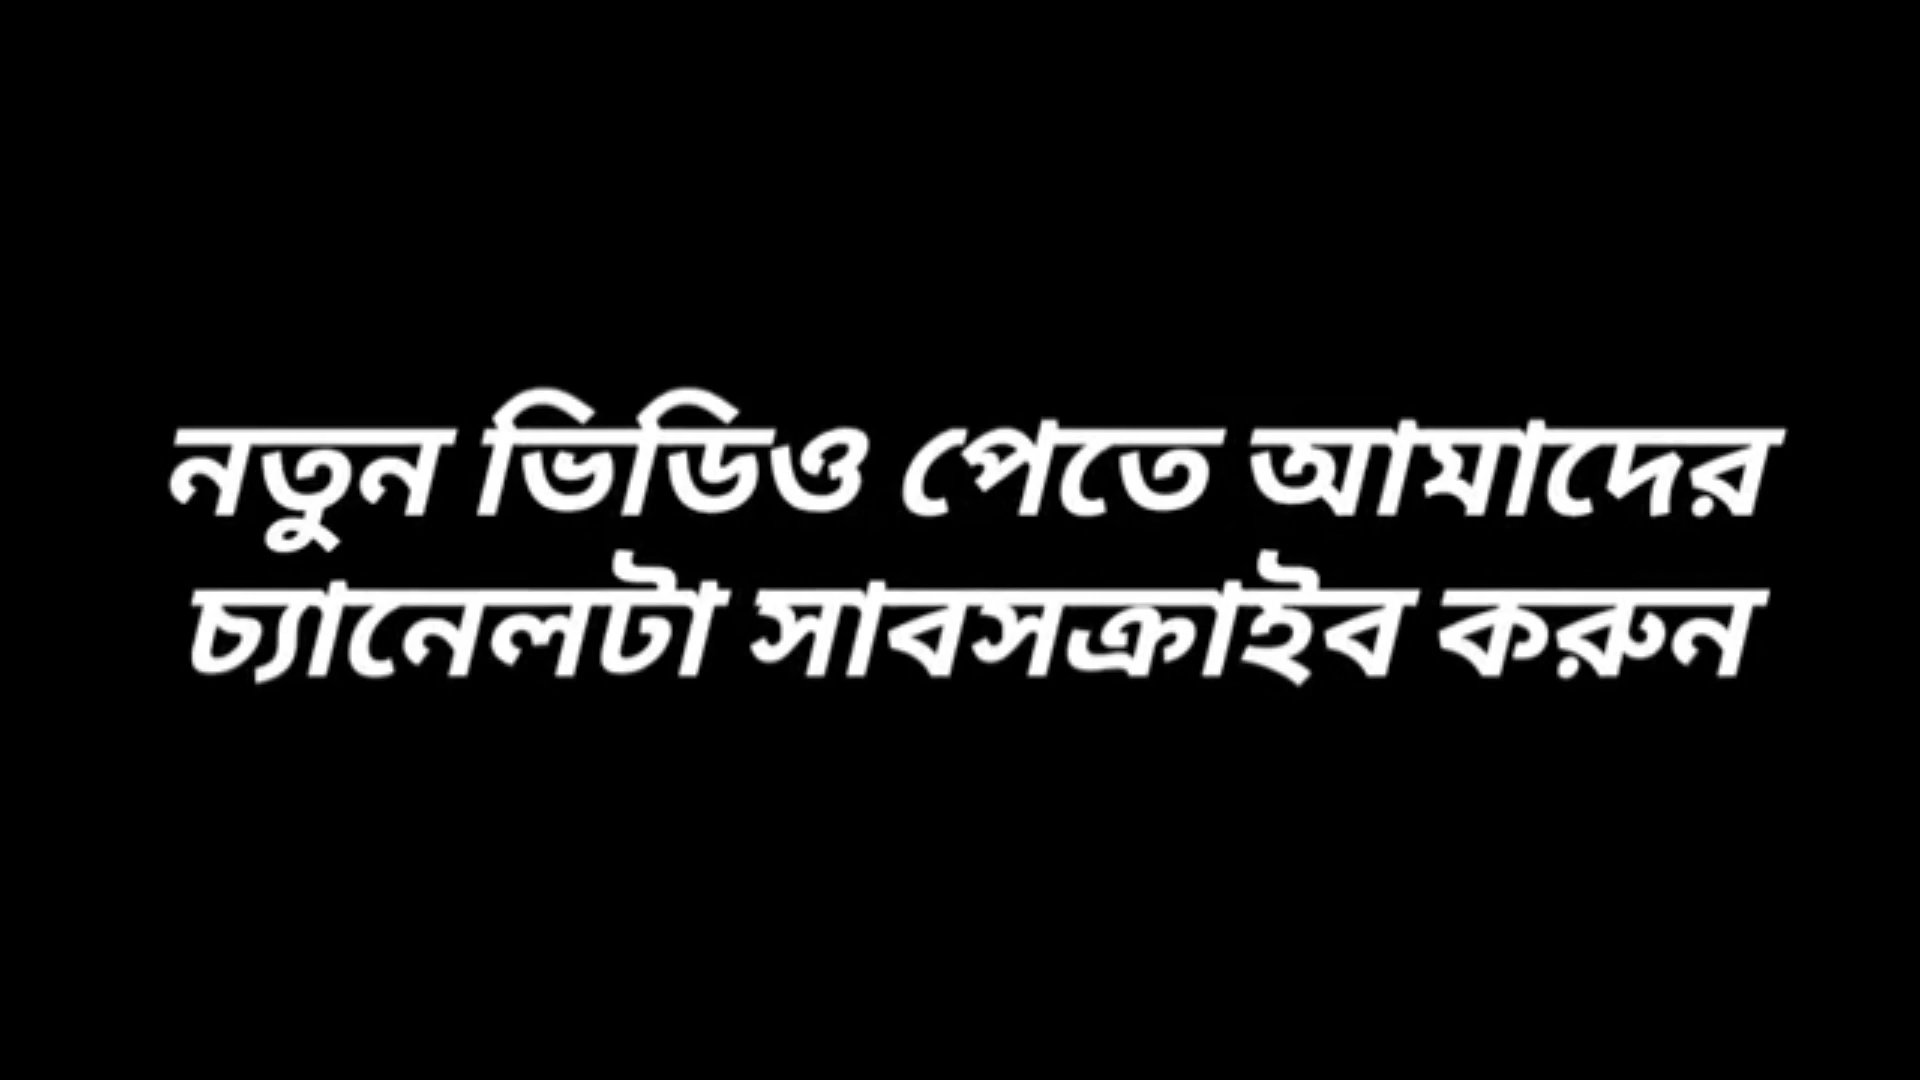 নতুন ভিডিও পেতে আমাদের
চ্যানেলটা সাবসক্রাইব করুন